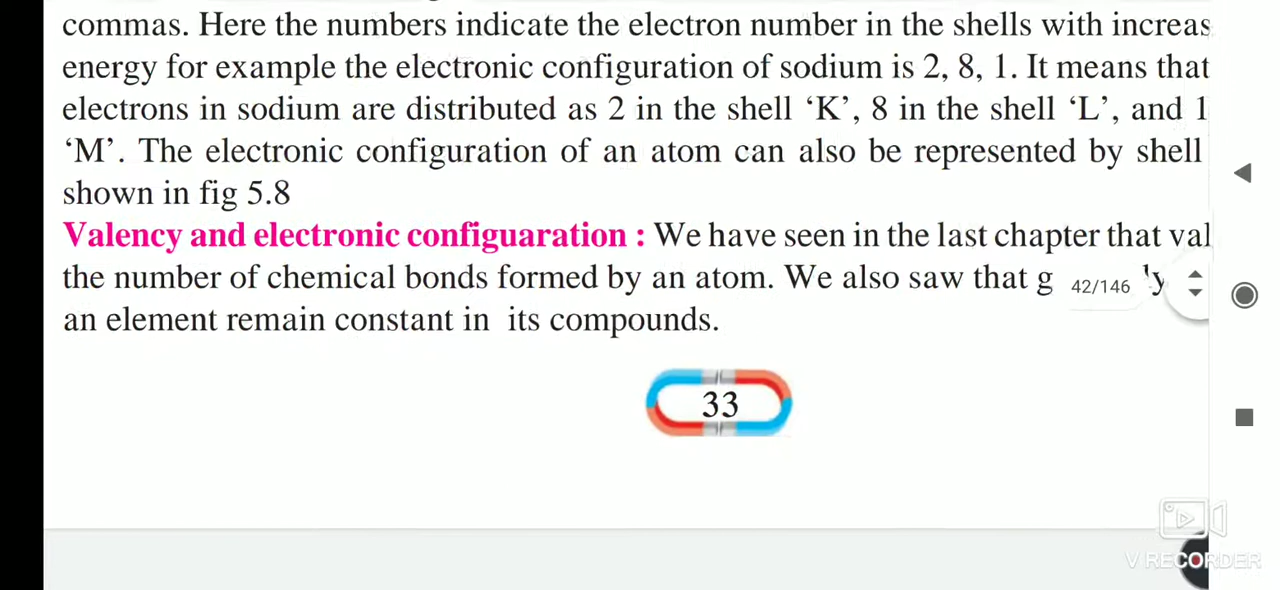 commas. Here the numbers indicate the electron number in the shells with increas
energy for example the electronic configuration of sodium is 2, 8, 1. It means that
electrons in sodium are distributed as 2 in the shell ‘K’, 8 in the shell ‘L’, and 1
‘M’. The electronic configuration of an atom can also be represented by shell
shown in fig 5.8
Valency and electronic configuaration : We have seen in the last chapter that val
the number of chemical bonds formed by an atom. We also saw that g
42/146
an element remain constant in its compounds.
33
V RECORDER